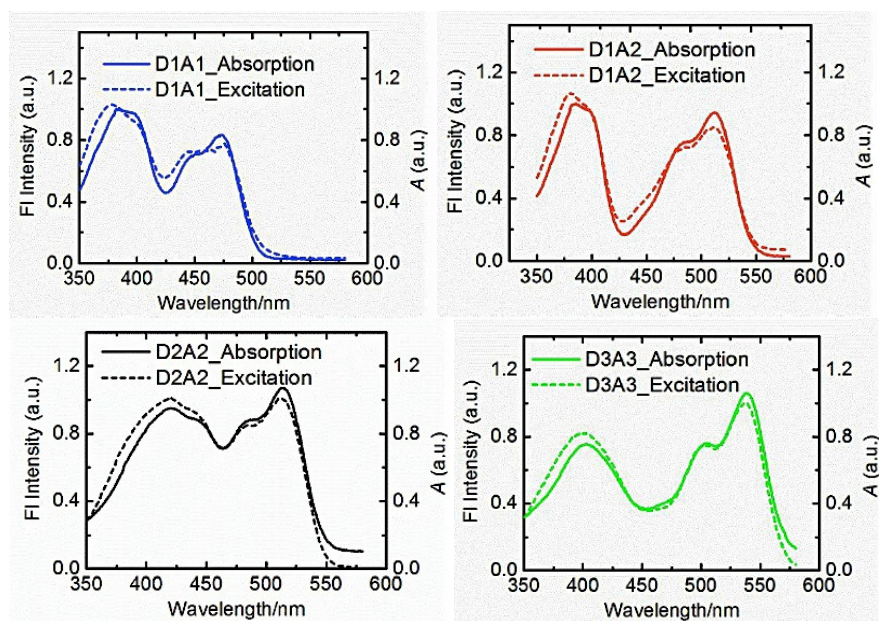 D1A1_Absorption
D1A1_Excitation
FI Intensity (a.u.)
1.2
0.8
0.4
0.0
1.2
0.8
0.4
0.0
A (a.u.)
350 400 450 500 550 600
Wavelength/nm
D1A2_Absorption
D1A2_Excitation
FI Intensity (a.u.)
1.2
0.8
0.4
0.0
1.2
0.8
0.4
0.0
A (a.u.)
350 400 450 500 550 600
Wavelength/nm
D2A2_Absorption
D2A2_Excitation
FI Intensity (a.u.)
1.2
0.8
0.4
0.0
1.2
0.8
0.4
0.0
A (a.u.)
350 400 450 500 550 600
Wavelength/nm
D3A3_Absorption
D3A3_Excitation
FI Intensity (a.u.)
1.2
0.8
0.4
0.0
1.2
0.8
0.4
0.0
A (a.u.)
350 400 450 500 550 600
Wavelength/nm